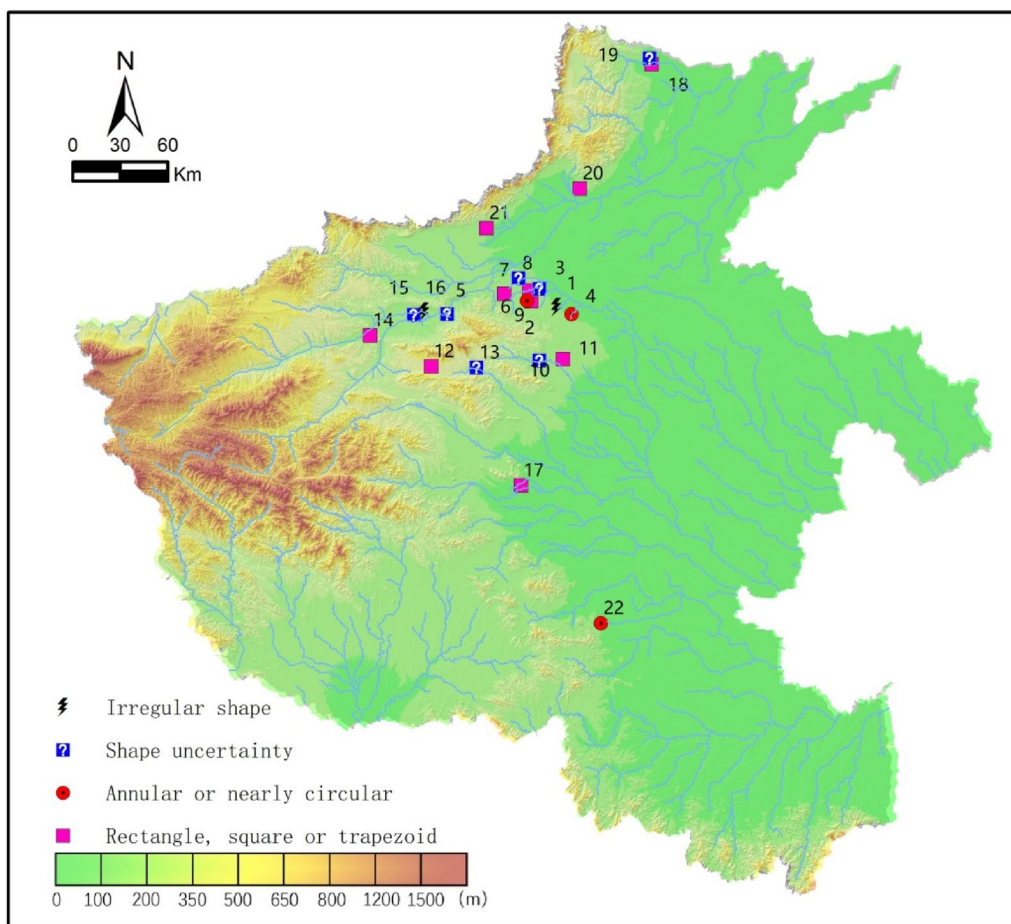 N
0 30 60
Km
19
18
20
21
7 8 3
1
15 16 5
6
4
9
2
14
12 13
10
11
17
22
Irregular shape
Shape uncertainty
Annular or nearly circular
Rectangle, square or trapezoid
0 100 200 350 500 650 800 1200 1500 (m)